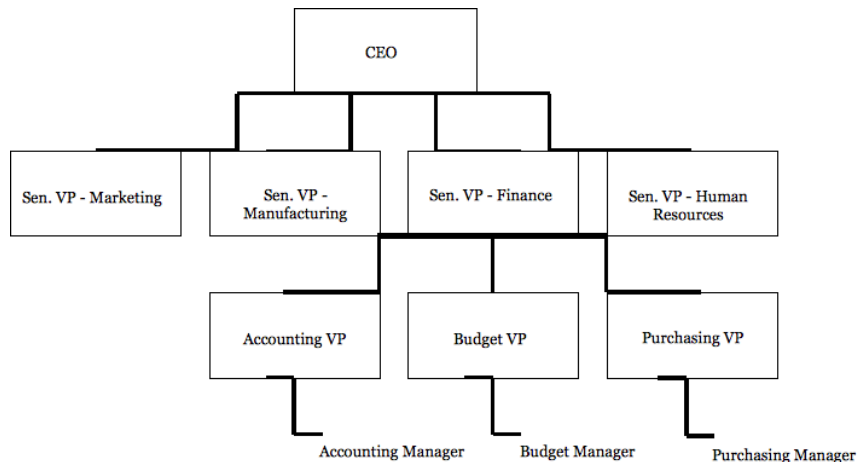 CEO
Sen. VP - Marketing
Sen. VP -
Manufacturing
Sen. VP - Finance
Sen. VP - Human
Resources
Accounting VP
Budget VP
Purchasing VP
Accounting Manager
Budget Manager
Purchasing Manager